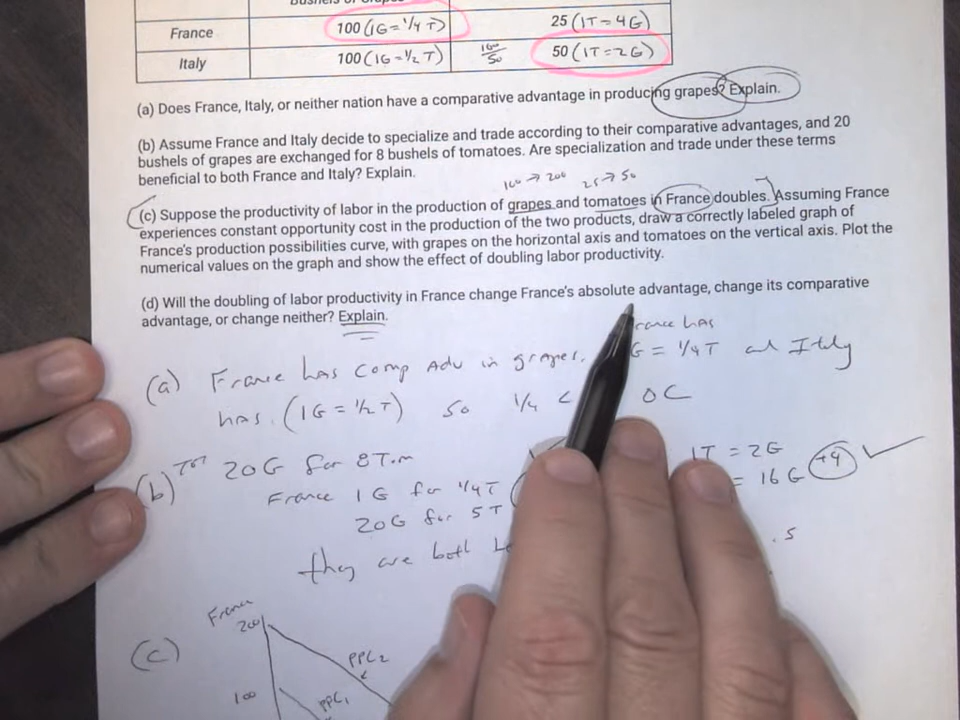 Bushels of Grapes
France 100 (1G = 1/4 T) 25 (1T = 4G)
Italy 100 (1G = 1/2 T) 100/50 50 (1T = 2G)
(a) Does France, Italy, or neither nation have a comparative advantage in producing grapes? Explain.
(b) Assume France and Italy decide to specialize and trade according to their comparative advantages, and 20
bushels of grapes are exchanged for 8 bushels of tomatoes. Are specialization and trade under these terms
beneficial to both France and Italy? Explain.
100 → 200 25 → 50
(c) Suppose the productivity of labor in the production of grapes and tomatoes in France doubles. Assuming France
experiences constant opportunity cost in the production of the two products, draw a correctly labeled graph of
France's production possibilities curve, with grapes on the horizontal axis and tomatoes on the vertical axis. Plot the
numerical values on the graph and show the effect of doubling labor productivity.
(d) Will the doubling of labor productivity in France change France's absolute advantage, change its comparative
advantage, or change neither? Explain.
(a) France has comp Adv in grapes. rance has
G = 1/4 T and Italy
has (1G = 1/2 T) so 1/4 < OC
(b) 20G for 8T
1T = 2G
France 1G for 1/4 T = 16 G +4
20G for 5T
they are both .5
(c) France
200
PPC2
100 PPC1